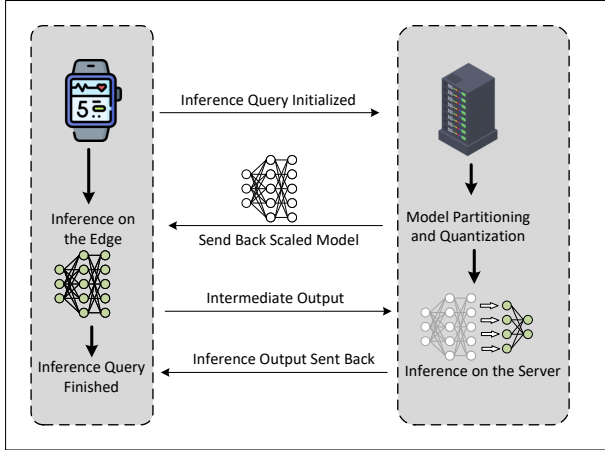 5
Inference Query Initialized
Inference on
the Edge
Send Back Scaled Model
Model Partitioning
and Quantization
Intermediate Output
Inference Output Sent Back
Inference on the Server
Inference Query
Finished